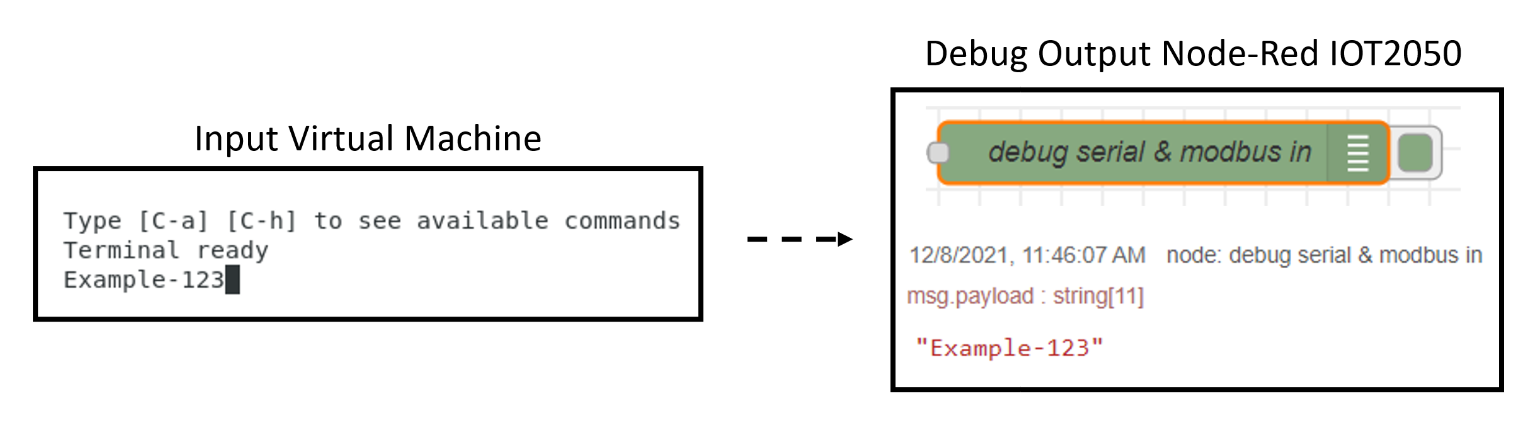 Input Virtual Machine
Type [C-a] [C-h] to see available commands
Terminal ready
Example-123
Debug Output Node-Red IOT2050
debug serial & modbus in
12/8/2021, 11:46:07 AM node: debug serial & modbus in
msg.payload : string[11]
"Example-123"